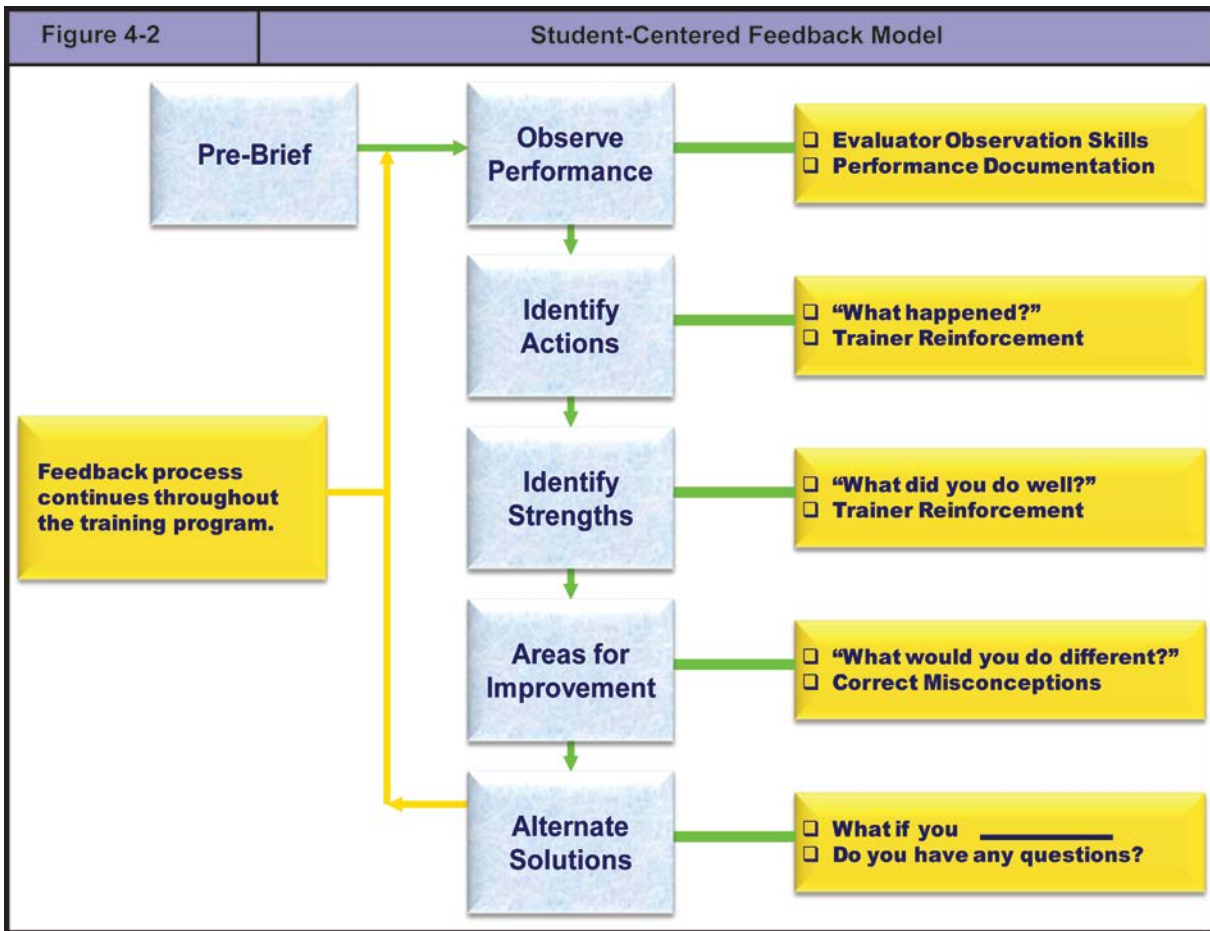 Figure 4-2
Student-Centered Feedback Model
Pre-Brief
Observe
Performance
❑ Evaluator Observation Skills
❑ Performance Documentation
Identify
Actions
❑ “What happened?”
❑ Trainer Reinforcement
Feedback process
continues throughout
the training program.
Identify
Strengths
❑ “What did you do well?”
❑ Trainer Reinforcement
Areas for
Improvement
❑ “What would you do different?”
❑ Correct Misconceptions
Alternate
Solutions
❑ What if you __________
❑ Do you have any questions?